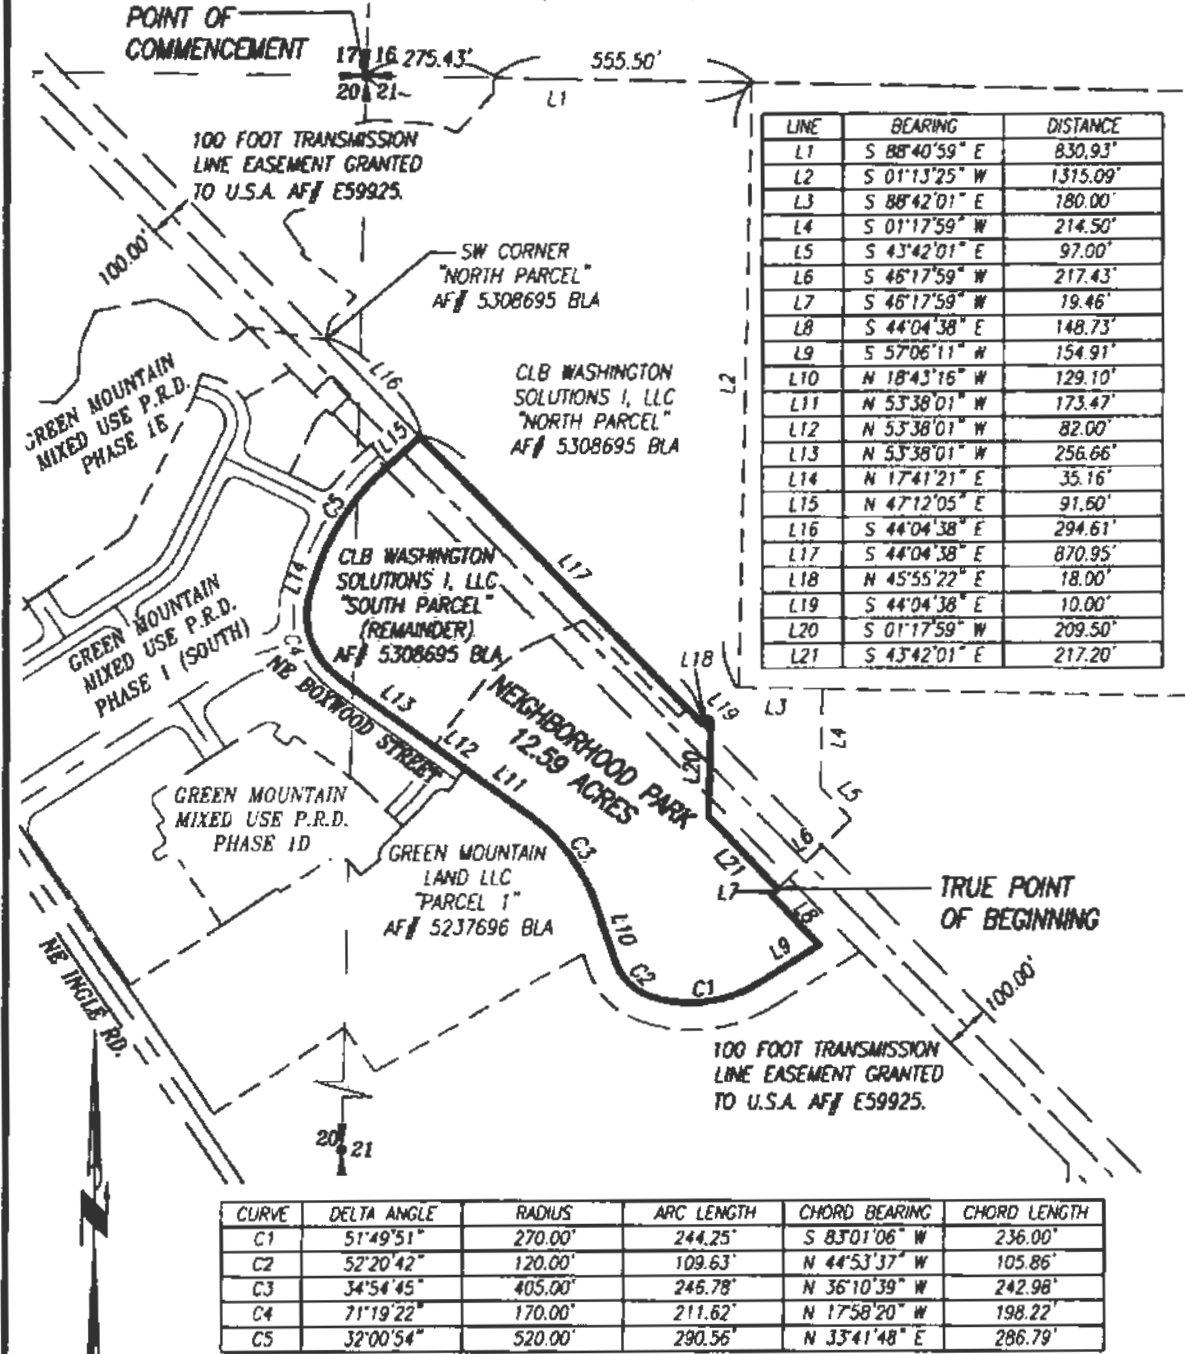 POINT OF
COMMENCEMENT
17 16 275.43'
20 21
555.50'
L1
100 FOOT TRANSMISSION
LINE EASEMENT GRANTED
TO U.S.A. AF# E59925.
100.00'
SW CORNER
"NORTH PARCEL"
AF# 5308695 BLA
L16
CLB WASHINGTON
SOLUTIONS I, LLC
"NORTH PARCEL"
AF# 5308695 BLA
L2
LINE BEARING DISTANCE
L1 S 88°40'59" E 830.93'
L2 S 01°13'25" W 1315.09'
L3 S 88°42'01" E 180.00'
L4 S 01°17'59" W 214.50'
L5 S 43°42'01" E 97.00'
L6 S 46°17'59" W 217.43'
L7 S 46°17'59" W 19.46'
L8 S 44°04'38" E 148.73'
L9 S 57°06'11" W 154.91'
L10 N 18°43'16" W 129.10'
L11 N 53°38'01" W 173.47'
L12 N 53°38'01" W 82.00'
L13 N 53°38'01" W 256.66'
L14 N 17°41'21" E 35.16'
L15 N 47°12'05" E 91.60'
L16 S 44°04'38" E 294.61'
L17 S 44°04'38" E 870.95'
L18 N 45°55'22" E 18.00'
L19 S 44°04'38" E 10.00'
L20 S 01°17'59" W 209.50'
L21 S 43°42'01" E 217.20'
GREEN MOUNTAIN
MIXED USE P.R.D.
PHASE 1E
L15
C5
L14
C4
CLB WASHINGTON
SOLUTIONS I, LLC
"SOUTH PARCEL"
(REMAINDER)
AF# 5308695 BLA
L17
GREEN MOUNTAIN
MIXED USE P.R.D.
PHASE 1 (SOUTH)
NE BOXWOOD STREET
L13
L12
L11
NEIGHBORHOOD PARK
12.59 ACRES
L18
L19
L3
L20
L4
L5
L6
GREEN MOUNTAIN
MIXED USE P.R.D.
PHASE 1D
GREEN MOUNTAIN
LAND LLC
"PARCEL 1"
AF# 5237696 BLA
C3
L21
L7
L8
TRUE POINT
OF BEGINNING
L10
L9
C2
C1
NE INGLE RD.
100.00'
100 FOOT TRANSMISSION
LINE EASEMENT GRANTED
TO U.S.A. AF# E59925.
20 21
CURVE DELTA ANGLE RADIUS ARC LENGTH CHORD BEARING CHORD LENGTH
C1 51°49'51" 270.00' 244.25' S 83°01'06" W 236.00'
C2 52°20'42" 120.00' 109.63' N 44°53'37" W 105.86'
C3 34°54'45" 405.00' 246.78' N 36°10'39" W 242.98'
C4 71°19'22" 170.00' 211.62' N 17°58'20" W 198.22'
C5 32°00'54" 520.00' 290.56' N 33°41'48" E 286.79'